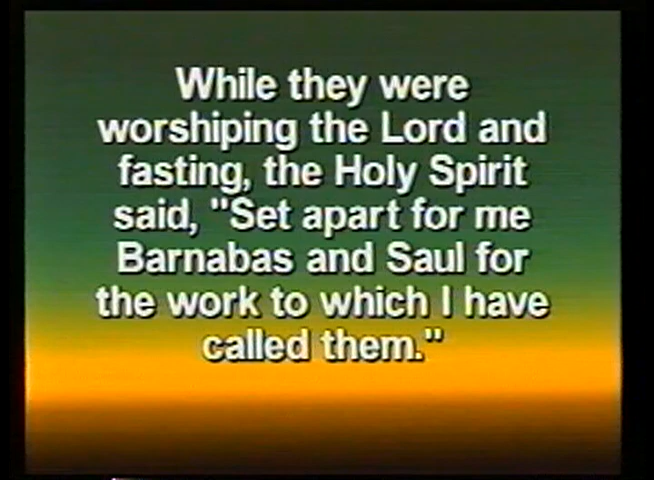 While they were
worshiping the Lord and
fasting, the Holy Spirit
said, "Set apart for me
Barnabas and Saul for
the work to which I have
called them."